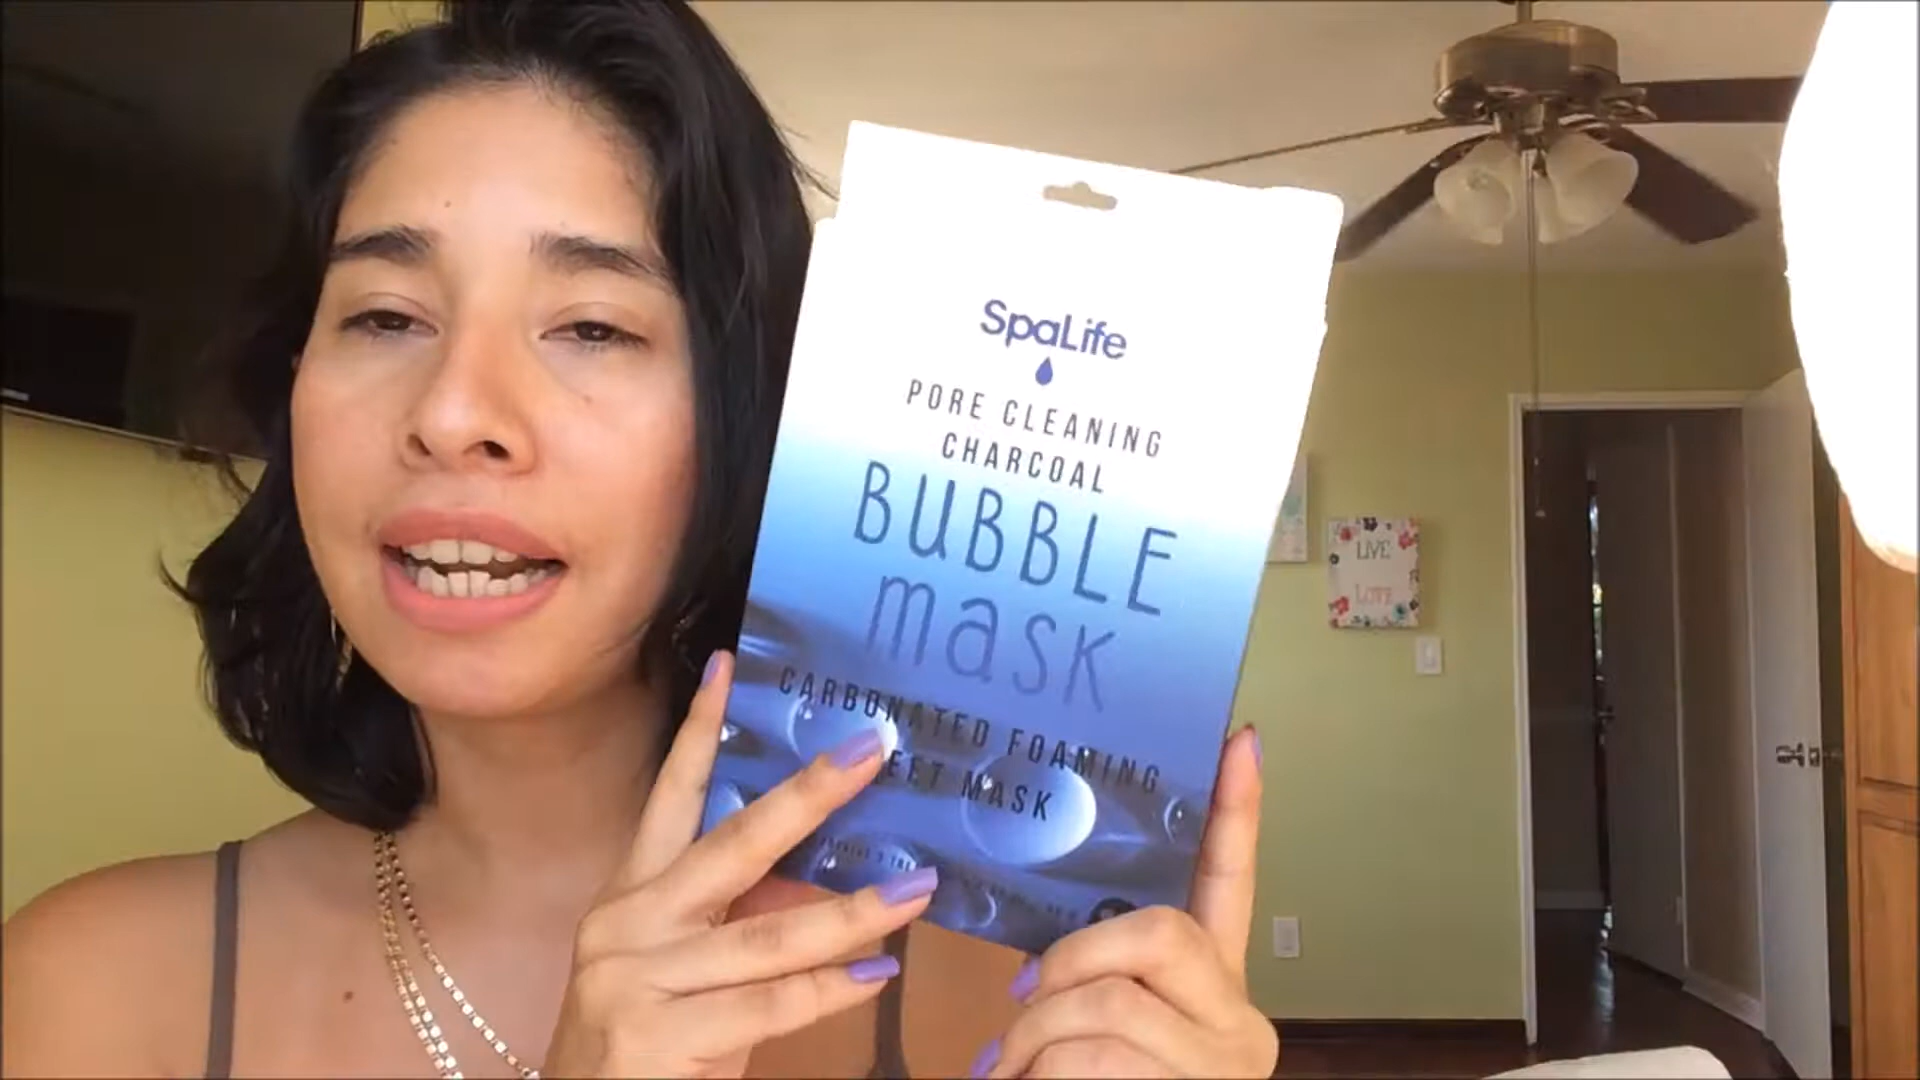 SpaLife
PORE CLEANING
CHARCOAL
BUBBLE
mask
CARBONATED FOAMING
MASK
LIVE
LOVE